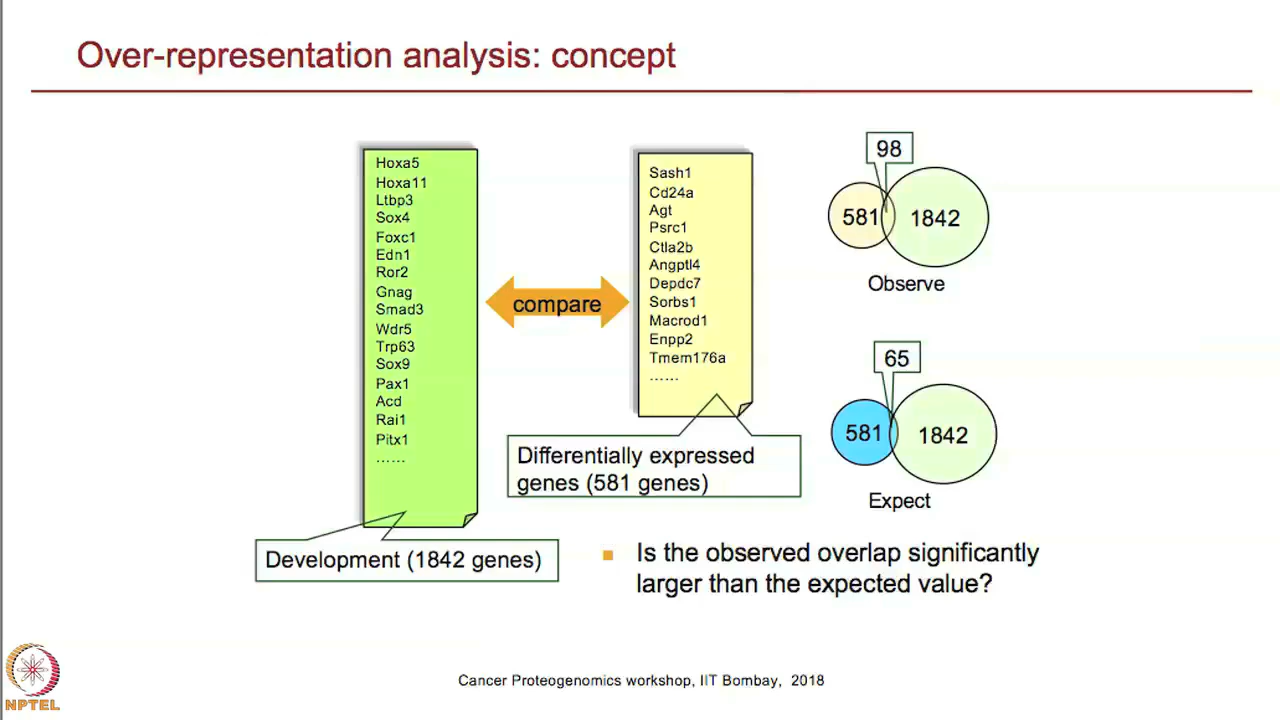 Over-representation analysis: concept
Hoxa5
Hoxa11
Ltbp3
Sox4
Foxc1
Edn1
Ror2
Gnag
Smad3
Wdr5
Trp63
Sox9
Pax1
Acd
Rai1
Pitx1
......
Development (1842 genes)
compare
Sash1
Cd24a
Agt
Psrc1
Ctla2b
Angptl4
Depdc7
Sorbs1
Macrod1
Enpp2
Tmem176a
......
Differentially expressed
genes (581 genes)
98
581 1842
Observe
65
581 1842
Expect
Is the observed overlap significantly
larger than the expected value?
Cancer Proteogenomics workshop, IIT Bombay, 2018
NPTEL